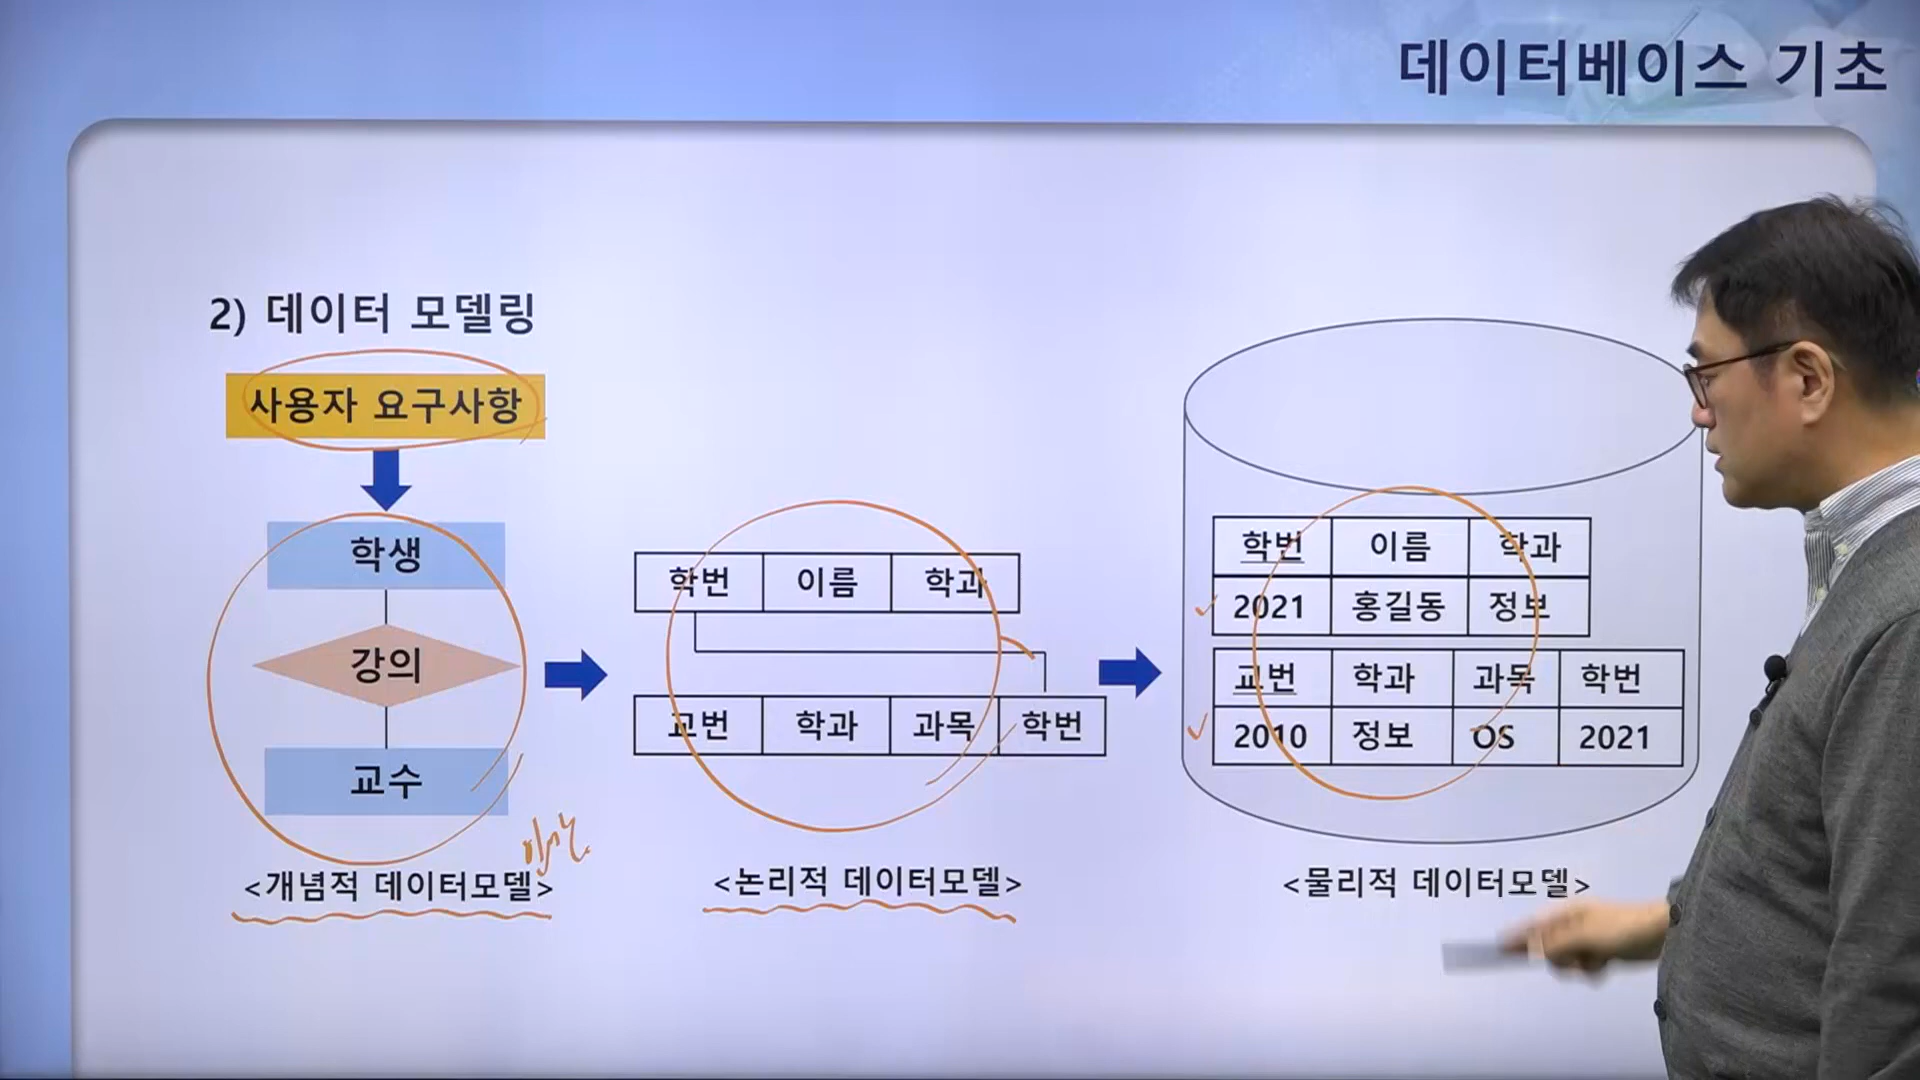 데이터베이스 기초
2) 데이터 모델링
사용자 요구사항
학생
강의
교수
<개념적 데이터모델>
학번 이름 학과
교번 학과 과목 학번
<논리적 데이터모델>
학번 이름 학과
2021 홍길동 정보
교번 학과 과목 학번
2010 정보 OS 2021
<물리적 데이터모델>